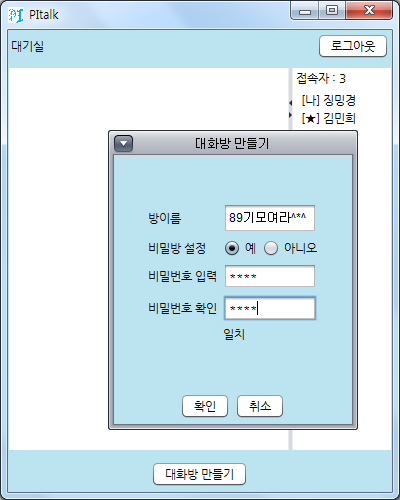 PItalk
대기실
로그아웃
접속자 : 3
[나] 징밍경
[★] 김민희
대화방 만들기
방이름
89기모여라^*^
비밀방 설정
예
아니오
비밀번호 입력
****
비밀번호 확인
****
일치
확인
취소
대화방 만들기